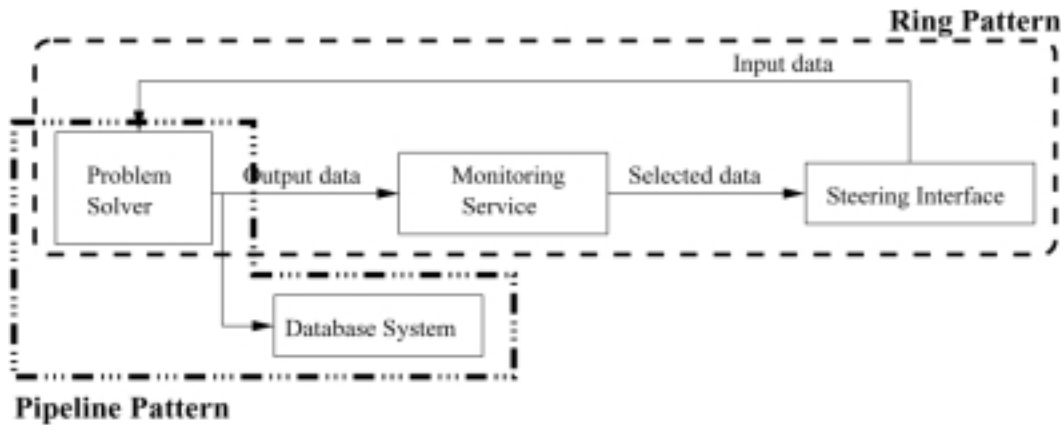 Ring Pattern
Input data
Problem
Solver
Output data
Monitoring
Service
Selected data
Steering Interface
Database System
Pipeline Pattern